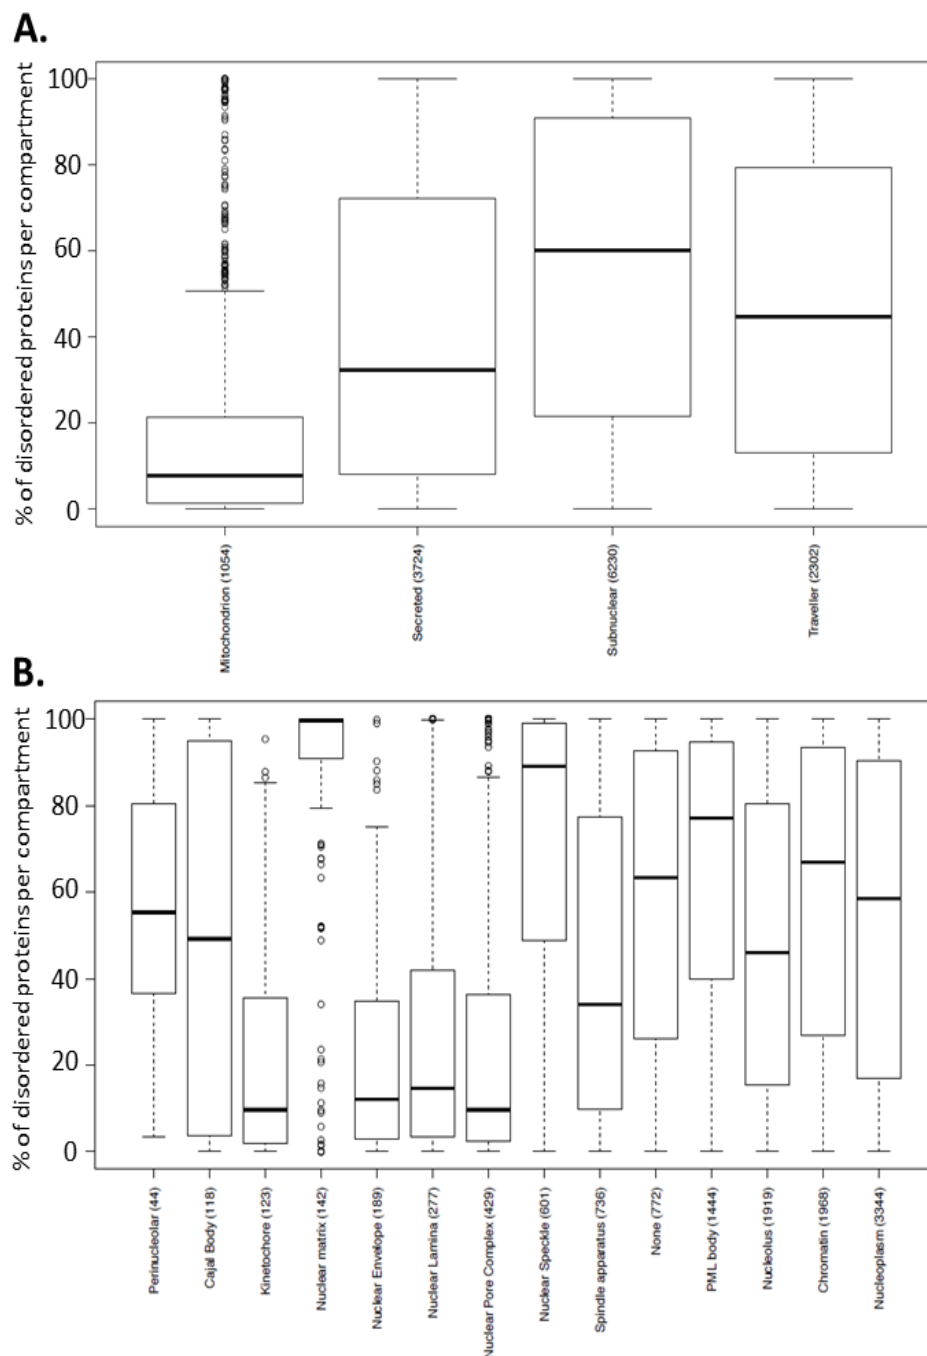 A.
% of disordered proteins per compartment
100
80
60
40
20
0
Mitochondrion (1054)
Secreted (3724)
Subnuclear (6230)
Traveller (2302)
B.
% of disordered proteins per compartment
100
80
60
40
20
0
Perinucleolar (44)
Cajal Body (118)
Kinetochore (123)
Nuclear matrix (142)
Nuclear Envelope (189)
Nuclear Lamina (277)
Nuclear Pore Complex (429)
Nuclear Speckle (601)
Spindle apparatus (736)
None (772)
PML body (1444)
Nucleolus (1919)
Chromatin (1968)
Nucleoplasm (3344)